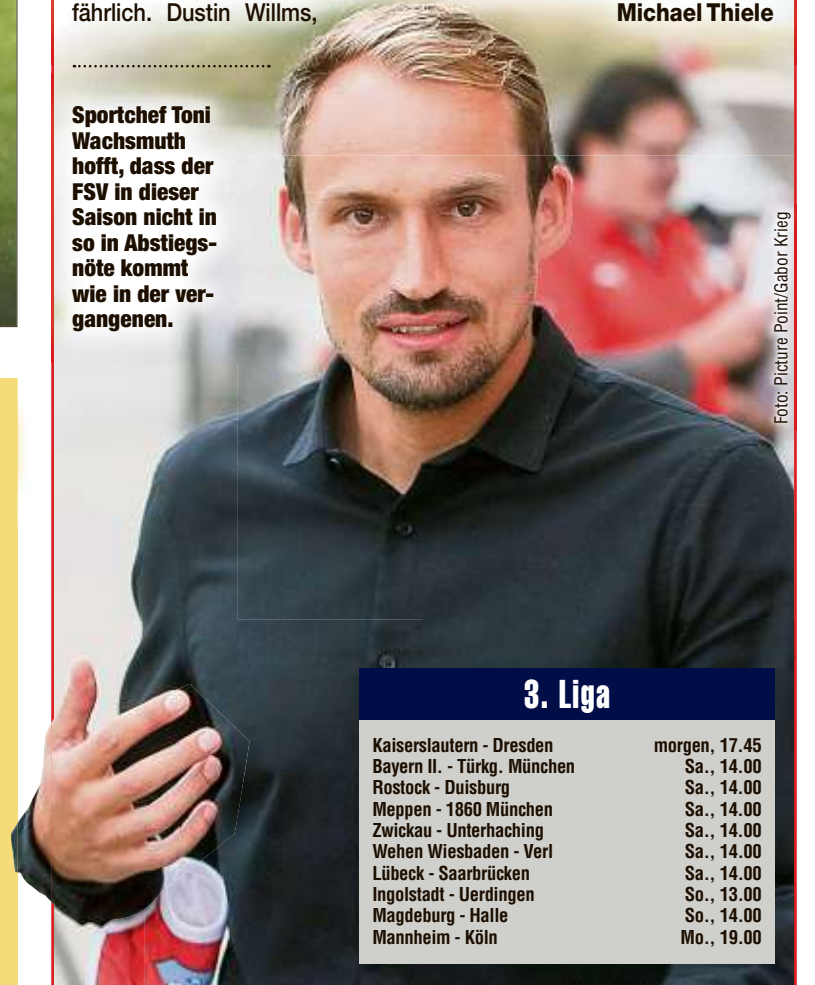 fährlich. Dustin Willms,
Michael Thiele
Sportchef Toni
Wachsmuth
hofft, dass der
FSV in dieser
Saison nicht in
so in Abstiegs-
nöte kommt
wie in der ver-
gangenen.
Foto: Picture Point/Gabor Krieg
3. Liga
Kaiserslautern - Dresden morgen, 17.45
Bayern II. - Türkg. München Sa., 14.00
Rostock - Duisburg Sa., 14.00
Meppen - 1860 München Sa., 14.00
Zwickau - Unterhaching Sa., 14.00
Wehen Wiesbaden - Verl Sa., 14.00
Lübeck - Saarbrücken Sa., 14.00
Ingolstadt - Uerdingen So., 13.00
Magdeburg - Halle So., 14.00
Mannheim - Köln Mo., 19.00